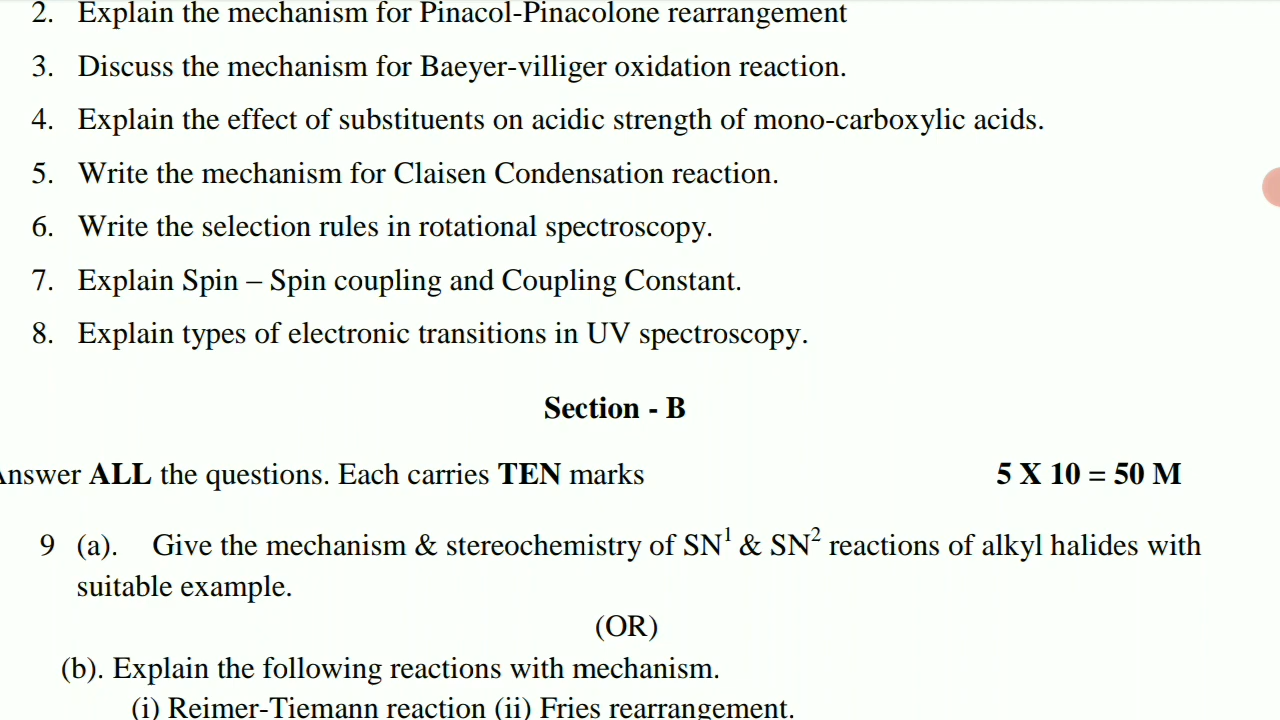 2. Explain the mechanism for Pinacol-Pinacolone rearrangement
3. Discuss the mechanism for Baeyer-villiger oxidation reaction.
4. Explain the effect of substituents on acidic strength of mono-carboxylic acids.
5. Write the mechanism for Claisen Condensation reaction.
6. Write the selection rules in rotational spectroscopy.
7. Explain Spin – Spin coupling and Coupling Constant.
8. Explain types of electronic transitions in UV spectroscopy.
Section - B
Answer ALL the questions. Each carries TEN marks 5 X 10 = 50 M
9 (a). Give the mechanism & stereochemistry of SN¹ & SN² reactions of alkyl halides with
suitable example.
(OR)
(b). Explain the following reactions with mechanism.
(i) Reimer-Tiemann reaction (ii) Fries rearrangement.